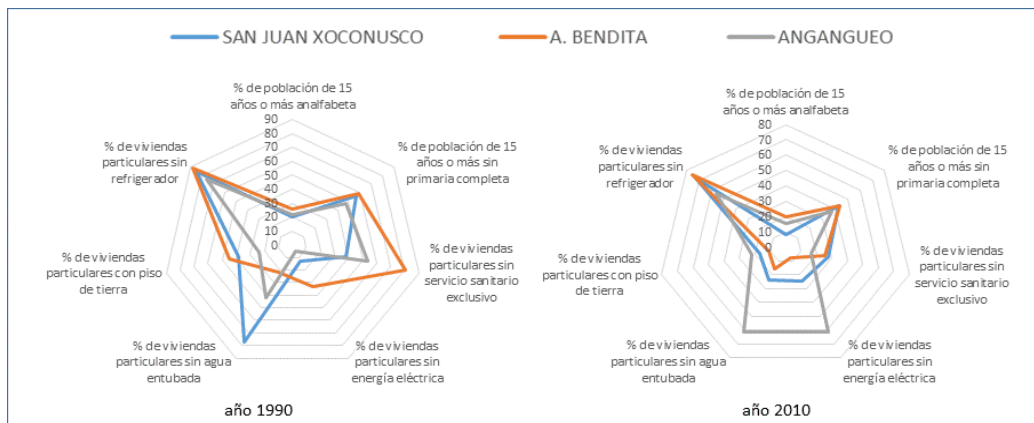 SAN JUAN XOCONUSCO
A. BENDITA
ANGANGUEO
% de población de 15
años o más analfabeta
90
80
70
60
50
40
30
20
10
0
% de población de 15
años o más sin
primaria completa
% de viviendas
particulares sin
servicio sanitario
exclusivo
% de viviendas
particulares sin
energía eléctrica
% de viviendas
particulares sin agua
entubada
% de viviendas
particulares con piso
de tierra
% de viviendas
particulares sin
refrigerador
año 1990
% de población de 15
años o más analfabeta
80
70
60
50
40
30
20
10
0
% de población de 15
años o más sin
primaria completa
% de viviendas
particulares sin
servicio sanitario
exclusivo
% de viviendas
particulares sin
energía eléctrica
% de viviendas
particulares sin agua
entubada
% de viviendas
particulares con piso
de tierra
% de viviendas
particulares sin
refrigerador
año 2010